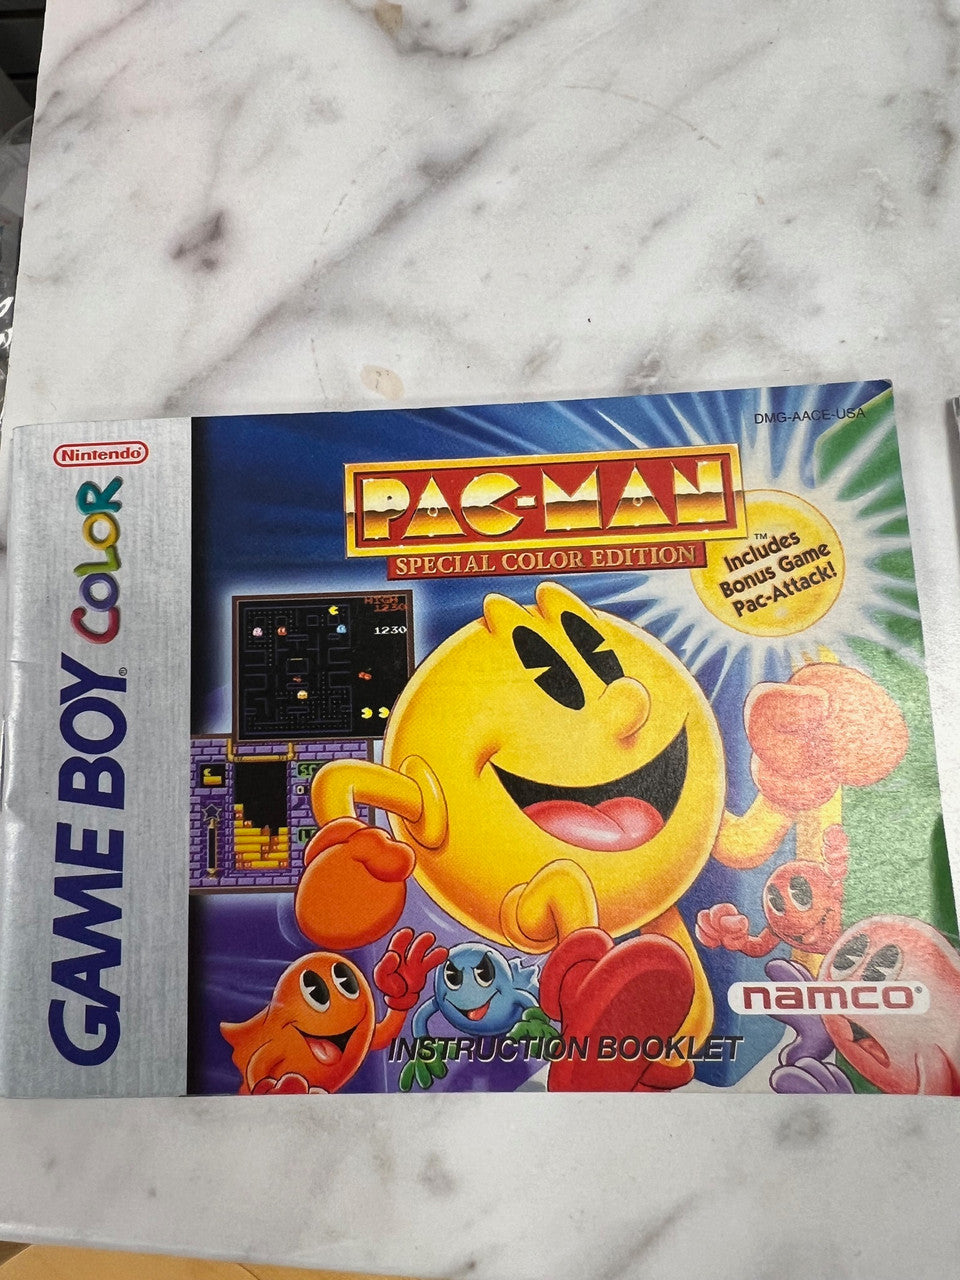 DMG-AACE-USA
Nintendo®
GAME BOY® COLOR
PAC-MAN
SPECIAL COLOR EDITION
™
Includes
Bonus Game
Pac-Attack!
HIGH
1230
1230
namco®
INSTRUCTION BOOKLET